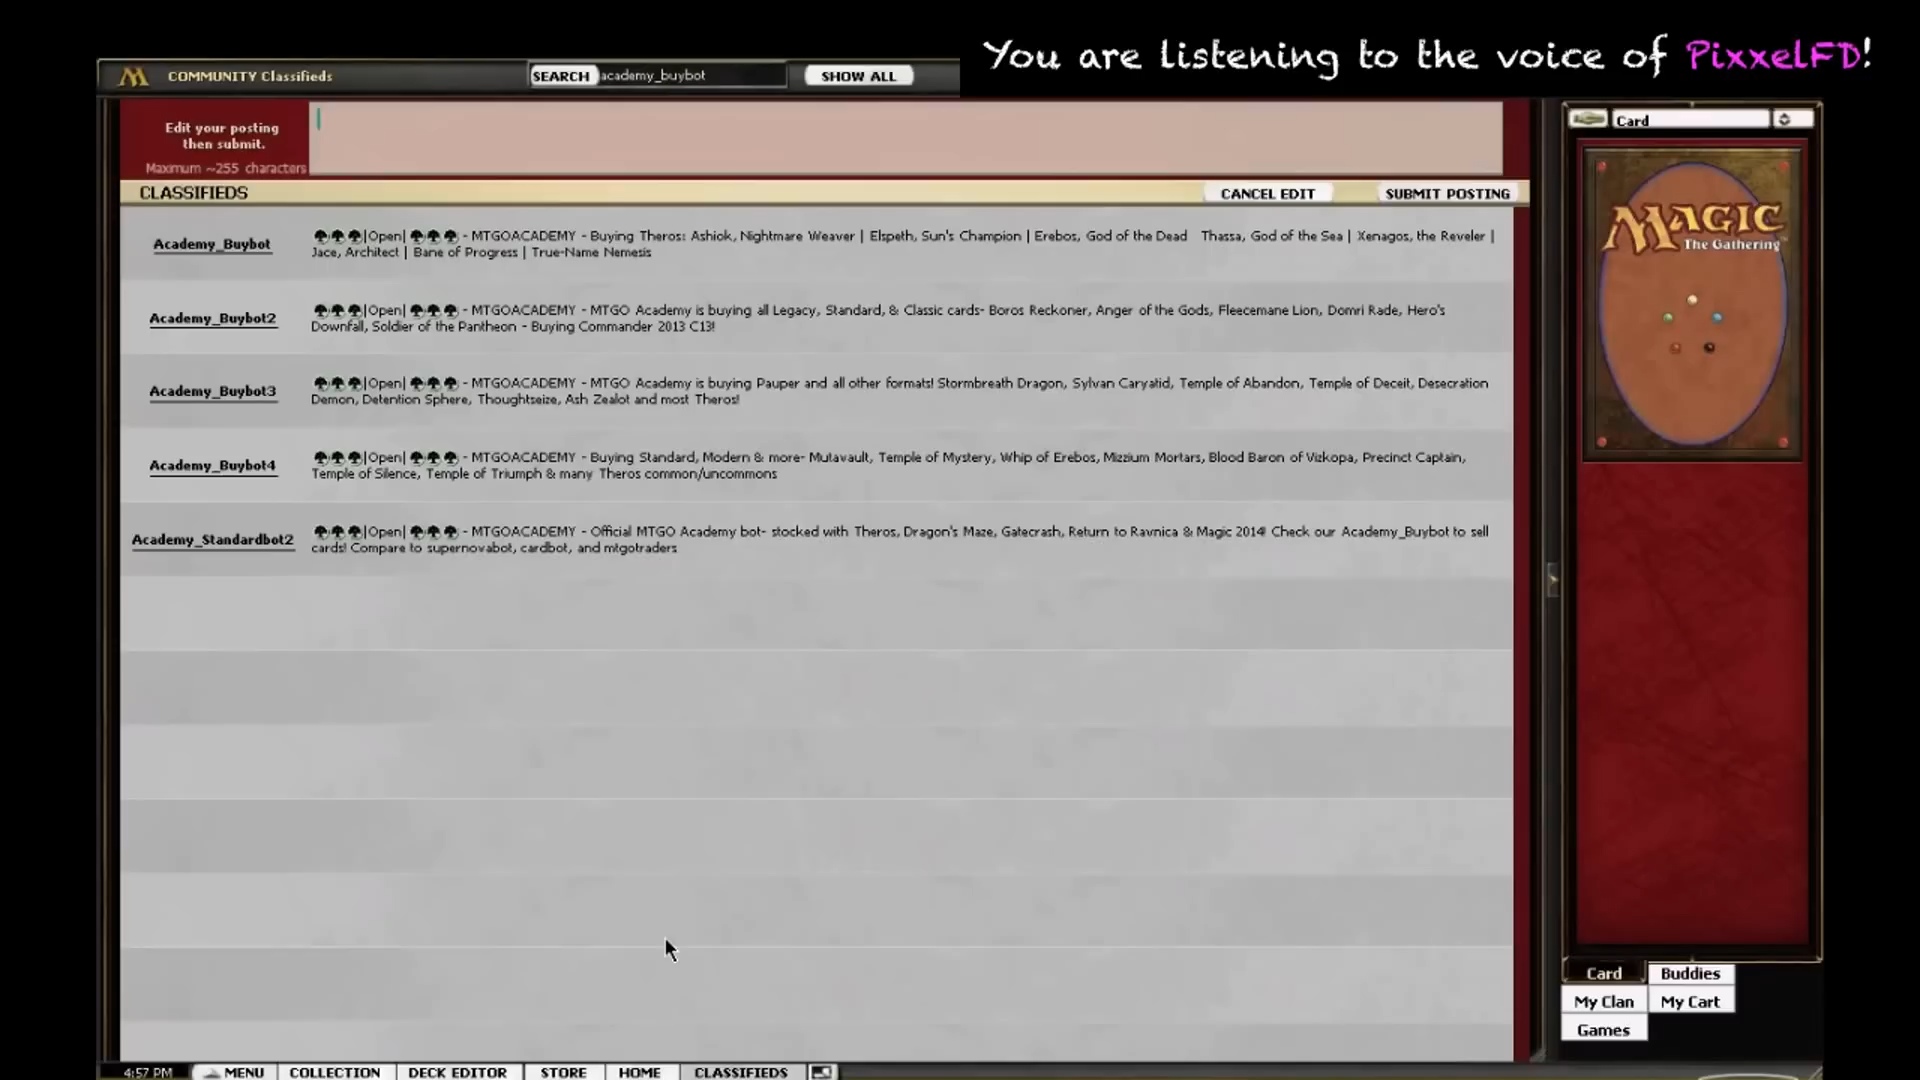 You are listening to the voice of PixxelFD!
COMMUNITY Classifieds
SEARCH academy_buybot
SHOW ALL
Card
Edit your posting
then submit.
Maximum ~255 characters
CLASSIFIEDS
CANCEL EDIT
SUBMIT POSTING
MAGIC
The Gathering
Academy_Buybot
|Open| - MTGOACADEMY - Buying Theros: Ashiok, Nightmare Weaver | Elspeth, Sun's Champion | Erebos, God of the Dead Thassa, God of the Sea | Xenagos, the Reveler |
Jace, Architect | Bane of Progress | True-Name Nemesis
Academy_Buybot2
|Open| - MTGOACADEMY - MTGO Academy is buying all Legacy, Standard, & Classic cards- Boros Reckoner, Anger of the Gods, Fleecemane Lion, Domri Rade, Hero's
Downfall, Soldier of the Pantheon - Buying Commander 2013 C13!
Academy_Buybot3
|Open| - MTGOACADEMY - MTGO Academy is buying Pauper and all other formats! Stormbreath Dragon, Sylvan Caryatid, Temple of Abandon, Temple of Deceit, Desecration
Demon, Detention Sphere, Thoughtseize, Ash Zealot and most Theros!
Academy_Buybot4
|Open| - MTGOACADEMY - Buying Standard, Modern & more- Mutavault, Temple of Mystery, Whip of Erebos, Mizzium Mortars, Blood Baron of Vizkopa, Precinct Captain,
Temple of Silence, Temple of Triumph & many Theros common/uncommons
Academy_Standardbot2
|Open| - MTGOACADEMY - Official MTGO Academy bot- stocked with Theros, Dragon's Maze, Gatecrash, Return to Ravnica & Magic 2014! Check our Academy_Buybot to sell
cards! Compare to supernovabot, cardbot, and mtgotraders
Card
Buddies
My Clan
My Cart
Games
4:57 PM
MENU
COLLECTION
DECK EDITOR
STORE
HOME
CLASSIFIEDS